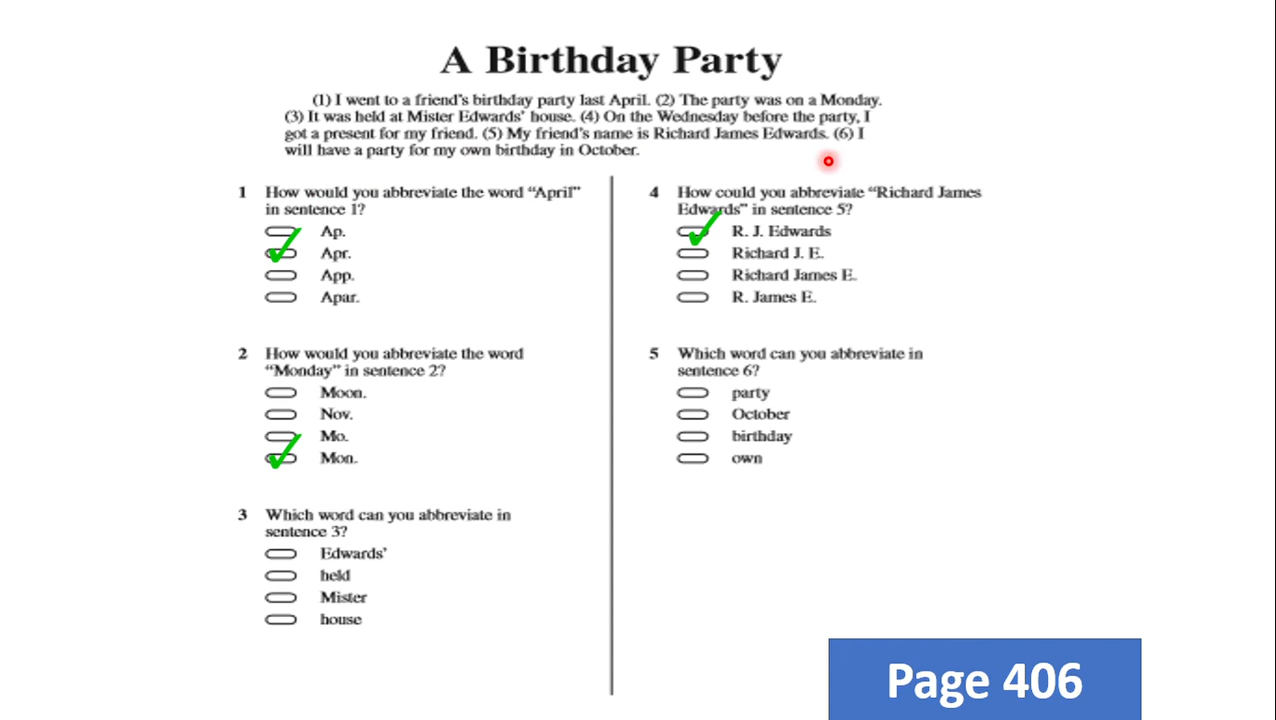 A Birthday Party
(1) I went to a friend's birthday party last April. (2) The party was on a Monday.
(3) It was held at Mister Edwards' house. (4) On the Wednesday before the party, I
got a present for my friend. (5) My friend's name is Richard James Edwards. (6) I
will have a party for my own birthday in October.
1 How would you abbreviate the word "April"
in sentence 1?
Ap.
Apr.
App.
Apar.
2 How would you abbreviate the word
"Monday" in sentence 2?
Moon.
Nov.
Mo.
Mon.
3 Which word can you abbreviate in
sentence 3?
Edwards'
held
Mister
house
4 How could you abbreviate "Richard James
Edwards" in sentence 5?
R. J. Edwards
Richard J. E.
Richard James E.
R. James E.
5 Which word can you abbreviate in
sentence 6?
party
October
birthday
own
Page 406